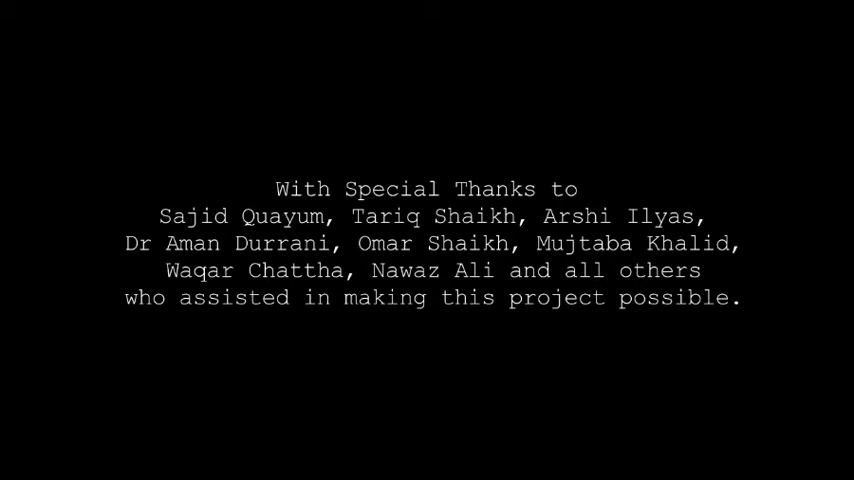 With Special Thanks to
Sajid Quayum, Tariq Shaikh, Arshi Ilyas,
Dr Aman Durrani, Omar Shaikh, Mujtaba Khalid,
Waqar Chattha, Nawaz Ali and all others
who assisted in making this project possible.